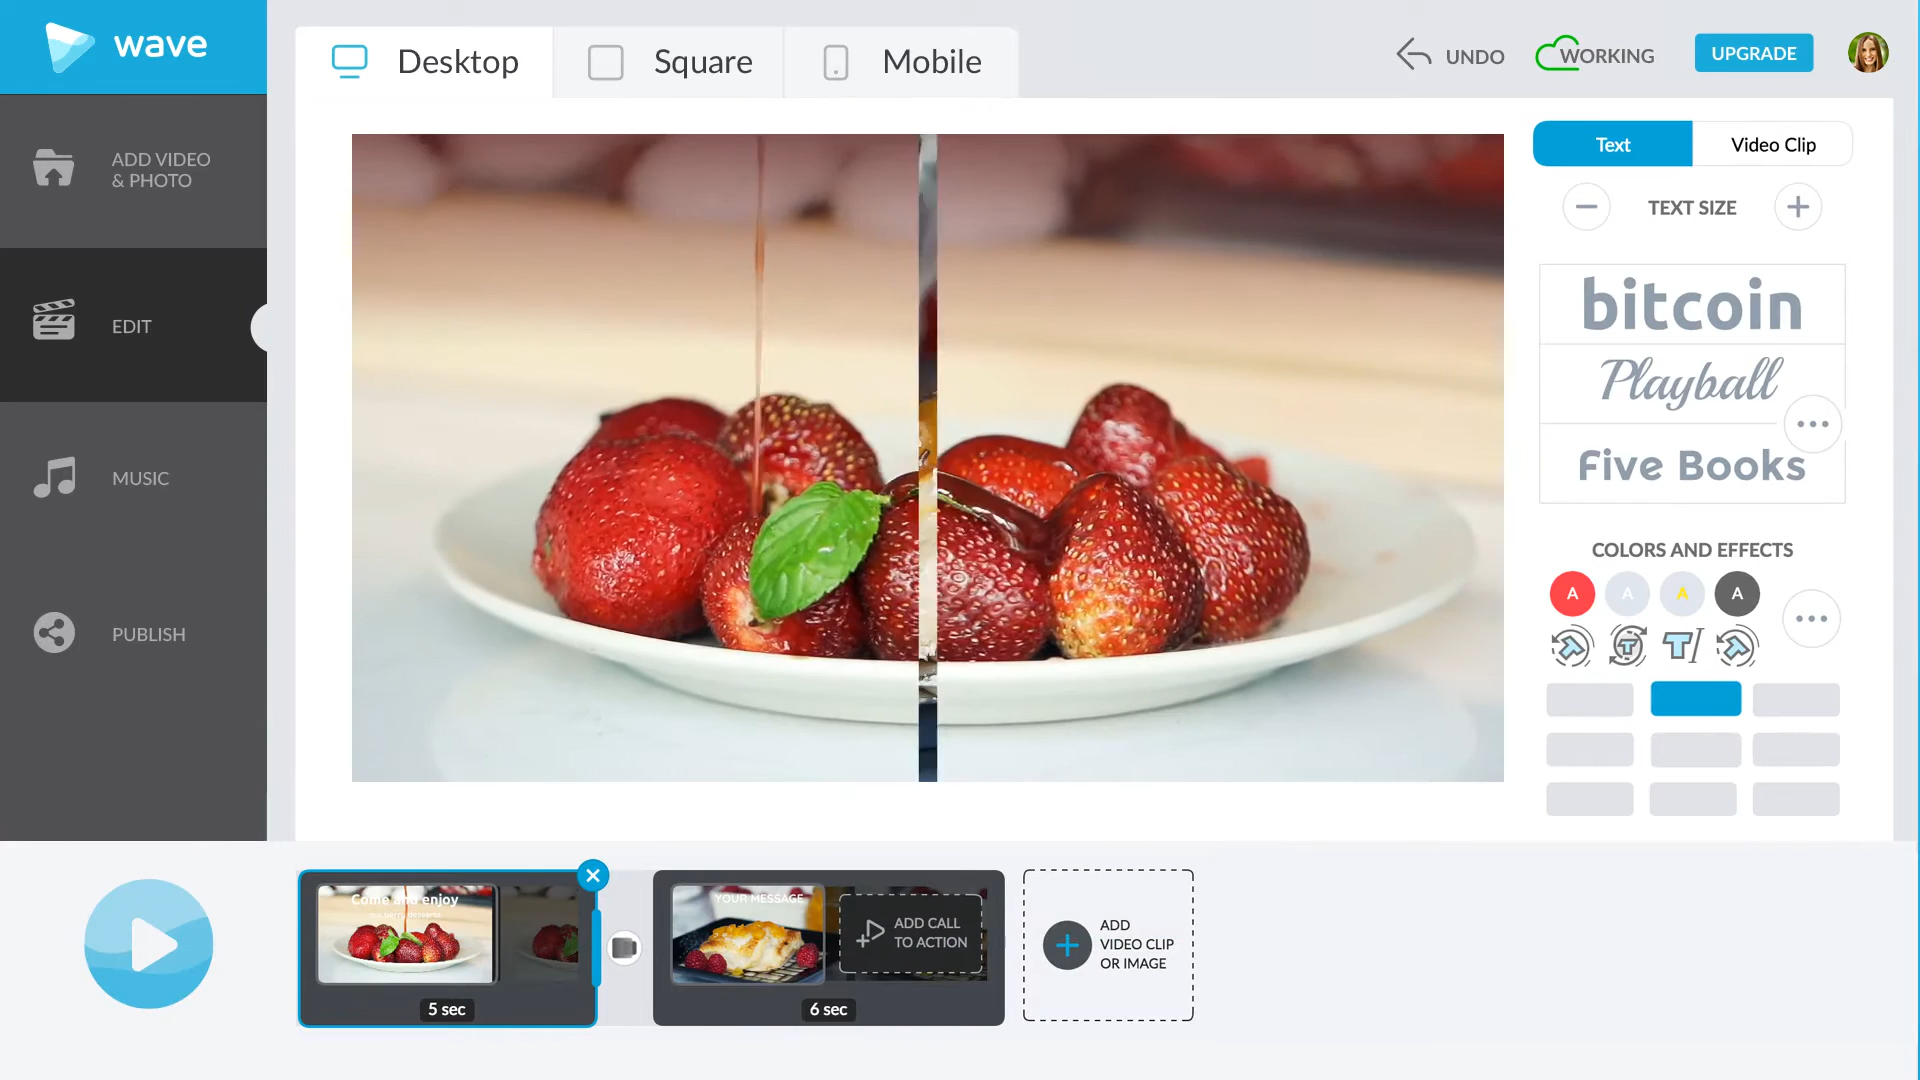 wave
Desktop
Square
Mobile
UNDO
WORKING
UPGRADE
ADD VIDEO
& PHOTO
EDIT
MUSIC
PUBLISH
Text
Video Clip
TEXT SIZE
bitcoin
Playball
Five Books
COLORS AND EFFECTS
A
A
A
A
Come and enjoy
5 sec
YOUR MESSAGE
ADD CALL
TO ACTION
6 sec
ADD
VIDEO CLIP
OR IMAGE